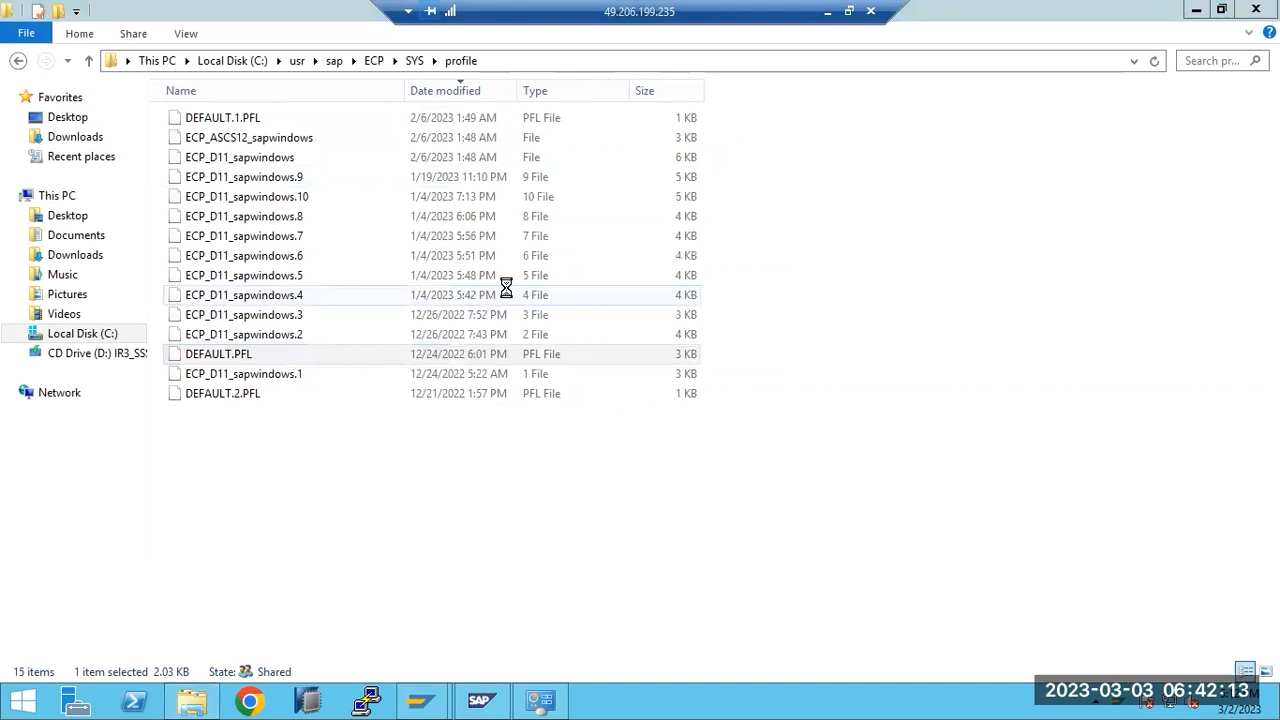 49.206.199.235
File Home Share View
This PC Local Disk (C:) usr sap ECP SYS profile Search pr...
Name Date modified Type Size
Favorites
Desktop
Downloads
Recent places
This PC
Desktop
Documents
Downloads
Music
Pictures
Videos
Local Disk (C:)
CD Drive (D:) IR3_SS
Network
DEFAULT.1.PFL 2/6/2023 1:49 AM PFL File 1 KB
ECP_ASCS12_sapwindows 2/6/2023 1:48 AM File 3 KB
ECP_D11_sapwindows 2/6/2023 1:48 AM File 6 KB
ECP_D11_sapwindows.9 1/19/2023 11:10 PM 9 File 5 KB
ECP_D11_sapwindows.10 1/4/2023 7:13 PM 10 File 5 KB
ECP_D11_sapwindows.8 1/4/2023 6:06 PM 8 File 4 KB
ECP_D11_sapwindows.7 1/4/2023 5:56 PM 7 File 4 KB
ECP_D11_sapwindows.6 1/4/2023 5:51 PM 6 File 4 KB
ECP_D11_sapwindows.5 1/4/2023 5:48 PM 5 File 4 KB
ECP_D11_sapwindows.4 1/4/2023 5:42 PM 4 File 4 KB
ECP_D11_sapwindows.3 12/26/2022 7:52 PM 3 File 3 KB
ECP_D11_sapwindows.2 12/26/2022 7:43 PM 2 File 4 KB
DEFAULT.PFL 12/24/2022 6:01 PM PFL File 3 KB
ECP_D11_sapwindows.1 12/24/2022 5:22 AM 1 File 3 KB
DEFAULT.2.PFL 12/21/2022 1:57 PM PFL File 1 KB
15 items 1 item selected 2.03 KB State: Shared
SAP
2023-03-03 06:42:13
3/2/2023